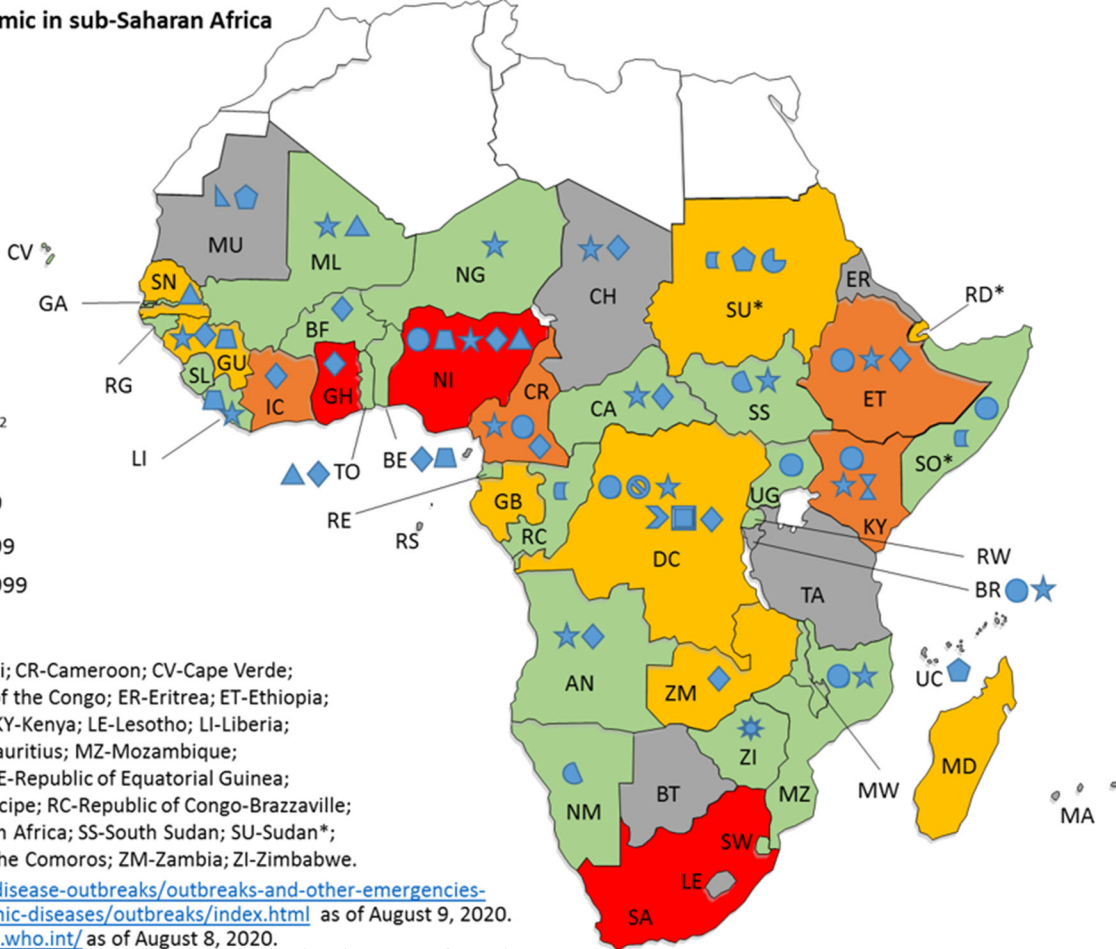 mic in sub-Saharan Africa
MU
ML
NG
CH
SU*
ER
RD*
CV
GA
SN
RG
GU
SL
LI
IC
BF
GH
TO
BE
NI
CR
CA
SS
ET
SO*
RE
RS
GB
RC
DC
UG
KY
RW
BR
TA
UC
AN
ZM
ZI
MW
MZ
MD
MA
NM
BT
SW
LE
SA
2
)
99
999
i; CR-Cameroon; CV-Cape Verde;
of the Congo; ER-Eritrea; ET-Ethiopia;
KY-Kenya; LE-Lesotho; LI-Liberia;
auritius; MZ-Mozambique;
E-Republic of Equatorial Guinea;
cipe; RC-Republic of Congo-Brazzaville;
n Africa; SS-South Sudan; SU-Sudan*;
he Comoros; ZM-Zambia; ZI-Zimbabwe.
disease-outbreaks/outbreaks-and-other-emergencies-
nic-diseases/outbreaks/index.html as of August 9, 2020.
.who.int/ as of August 8, 2020.